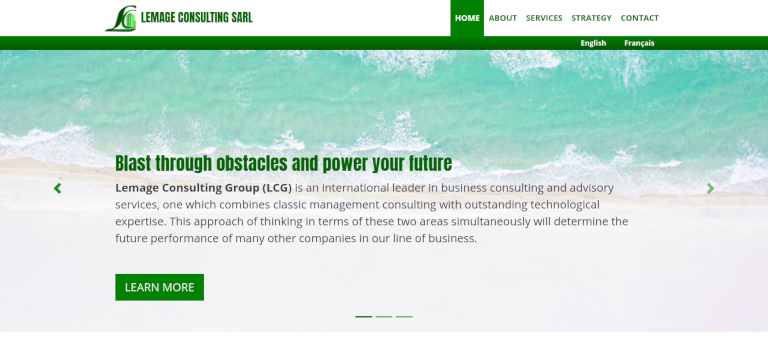 LEMAGE CONSULTING SARL
HOME ABOUT SERVICES STRATEGY CONTACT
English Français
Blast through obstacles and power your future
Lemage Consulting Group (LCG) is an international leader in business consulting and advisory
services, one which combines classic management consulting with outstanding technological
expertise. This approach of thinking in terms of these two areas simultaneously will determine the
future performance of many other companies in our line of business.
LEARN MORE